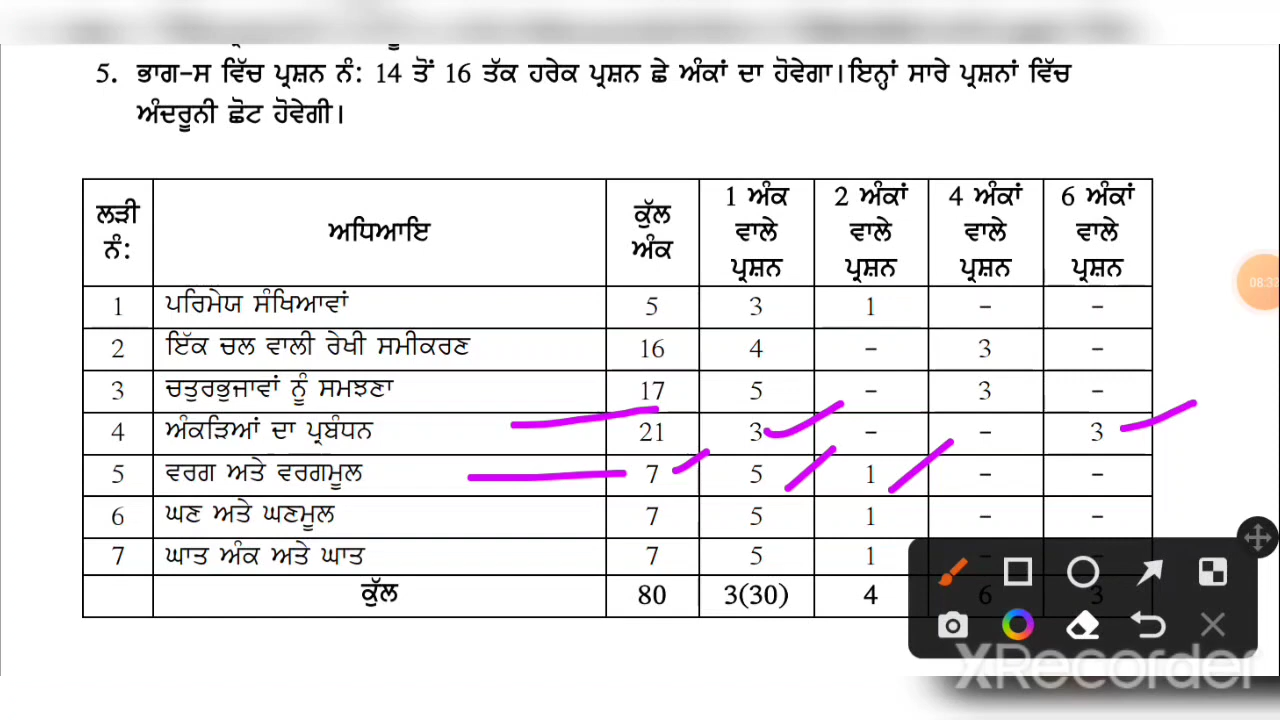 5. ਭਾਗ-ਸ ਵਿੱਚ ਪ੍ਰਸ਼ਨ ਨੰ: 14 ਤੋਂ 16 ਤੱਕ ਹਰੇਕ ਪ੍ਰਸ਼ਨ ਛੇ ਅੰਕਾਂ ਦਾ ਹੋਵੇਗਾ।ਇਨ੍ਹਾਂ ਸਾਰੇ ਪ੍ਰਸ਼ਨਾਂ ਵਿੱਚ
ਅੰਦਰੂਨੀ ਛੋਟ ਹੋਵੇਗੀ।
ਲੜੀ ਨੰ: ਅਧਿਆਇ ਕੁੱਲ ਅੰਕ 1 ਅੰਕ ਵਾਲੇ ਪ੍ਰਸ਼ਨ 2 ਅੰਕਾਂ ਵਾਲੇ ਪ੍ਰਸ਼ਨ 4 ਅੰਕਾਂ ਵਾਲੇ ਪ੍ਰਸ਼ਨ 6 ਅੰਕਾਂ ਵਾਲੇ ਪ੍ਰਸ਼ਨ
1 ਪਰਿਮੇਯ ਸੰਖਿਆਵਾਂ 5 3 1 - -
2 ਇੱਕ ਚਲ ਵਾਲੀ ਰੇਖੀ ਸਮੀਕਰਣ 16 4 - 3 -
3 ਚਤੁਰਭੁਜਾਵਾਂ ਨੂੰ ਸਮਝਣਾ 17 5 - 3 -
4 ਅੰਕੜਿਆਂ ਦਾ ਪ੍ਰਬੰਧਨ 21 3 - - 3
5 ਵਰਗ ਅਤੇ ਵਰਗਮੂਲ 7 5 1 - -
6 ਘਣ ਅਤੇ ਘਣਮੂਲ 7 5 1 - -
7 ਘਾਤ ਅੰਕ ਅਤੇ ਘਾਤ 7 5 1 - -
ਕੁੱਲ 80 3(30) 4 6 3
08:33
XRecorder